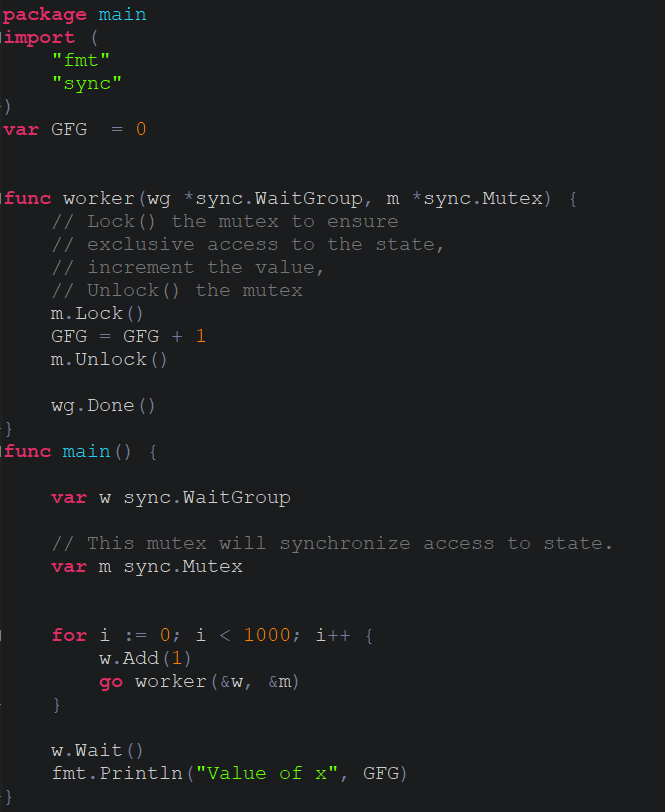 package main
import (
"fmt"
"sync"
)
var GFG  = 0
func worker(wg *sync.WaitGroup, m *sync.Mutex) {
// Lock() the mutex to ensure
// exclusive access to the state,
// increment the value,
// Unlock() the mutex
m.Lock()
GFG = GFG + 1
m.Unlock()
wg.Done()
}
func main() {
var w sync.WaitGroup
// This mutex will synchronize access to state.
var m sync.Mutex
for i := 0; i < 1000; i++ {
w.Add(1)
go worker(&w, &m)
}
w.Wait()
fmt.Println("Value of x", GFG)
}